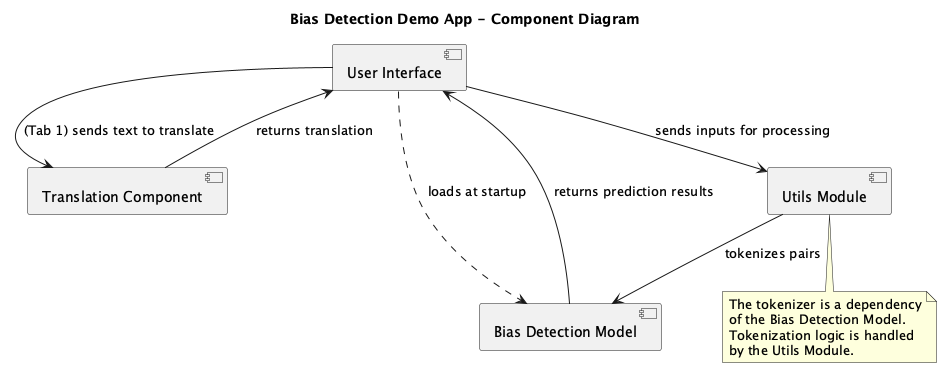 Bias Detection Demo App - Component Diagram
User Interface
(Tab 1) sends text to translate
returns translation
sends inputs for processing
loads at startup
returns prediction results
Translation Component
Utils Module
tokenizes pairs
Bias Detection Model
The tokenizer is a dependency
of the Bias Detection Model.
Tokenization logic is handled
by the Utils Module.